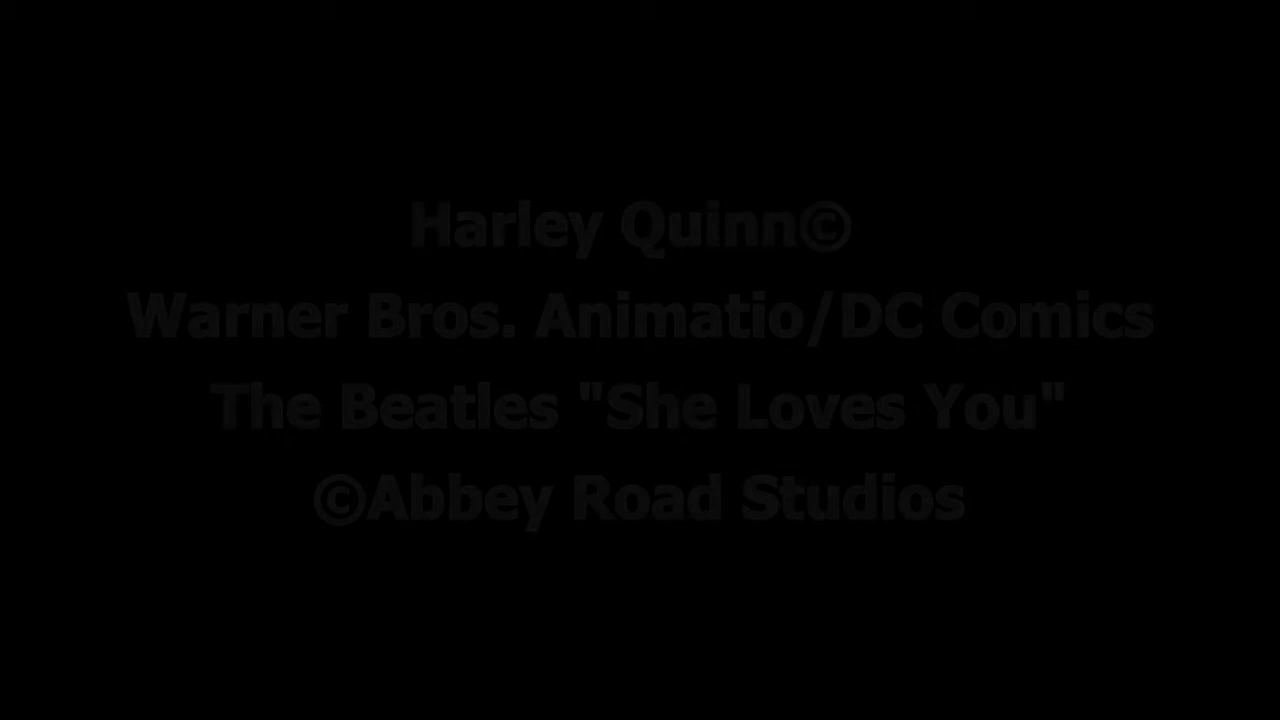 Harley Quinn©
Warner Bros. Animatio/DC Comics
The Beatles "She Loves You"
©Abbey Road Studios